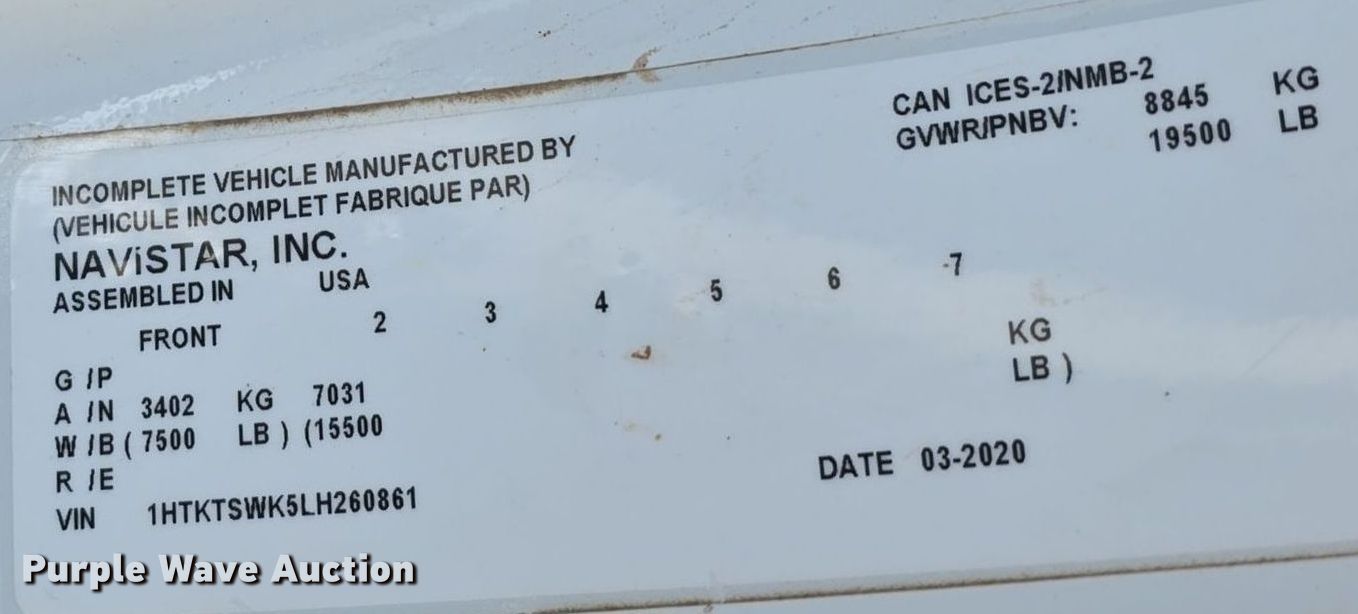 CAN ICES-2/NMB-2
GVWR/PNBV: 8845 KG
19500 LB
INCOMPLETE VEHICLE MANUFACTURED BY
(VEHICULE INCOMPLET FABRIQUE PAR)
NAViSTAR, INC.
ASSEMBLED IN USA
FRONT 2 3 4 5 6 7
G /P KG
A /N 3402 KG 7031 LB )
W /B ( 7500 LB ) (15500
R /E
DATE 03-2020
VIN 1HTKTSWK5LH260861
Purple Wave Auction